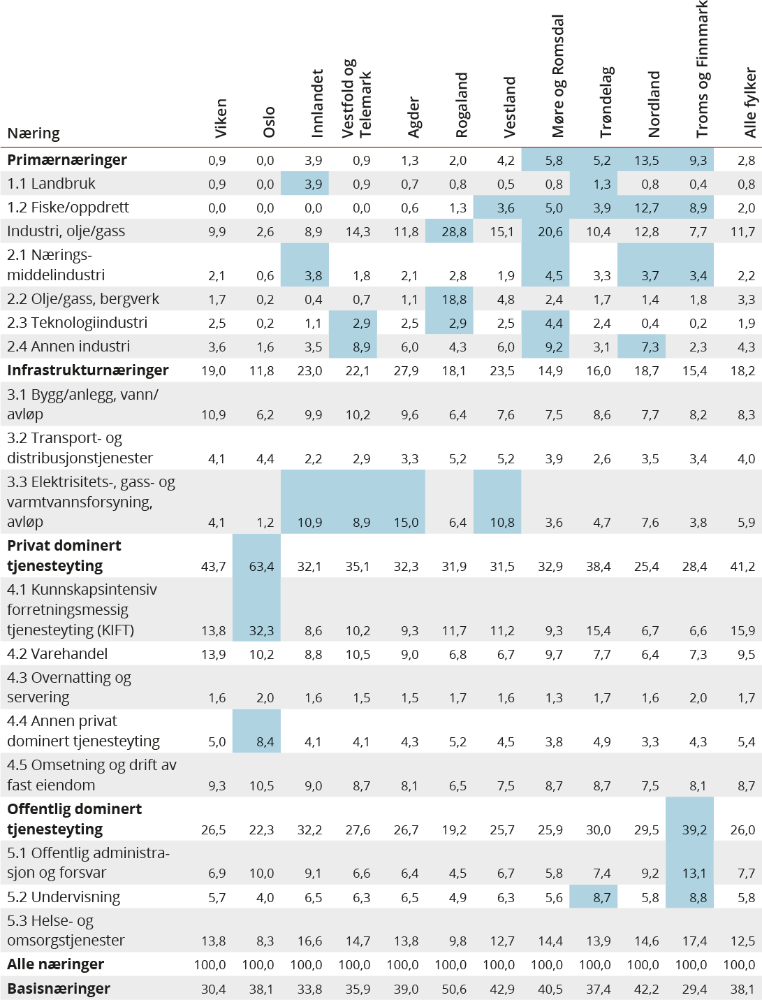 Næring Viken Oslo Innlandet Vestfold og Telemark Agder Rogaland Vestland Møre og Romsdal Trøndelag Nordland Troms og Finnmark Alle fylker
Primærnæringer 0,9 0,0 3,9 0,9 1,3 2,0 4,2 5,8 5,2 13,5 9,3 2,8
1.1 Landbruk 0,9 0,0 3,9 0,9 0,7 0,8 0,5 0,8 1,3 0,8 0,4 0,8
1.2 Fiske/oppdrett 0,0 0,0 0,0 0,0 0,6 1,3 3,6 5,0 3,9 12,7 8,9 2,0
Industri, olje/gass 9,9 2,6 8,9 14,3 11,8 28,8 15,1 20,6 10,4 12,8 7,7 11,7
2.1 Nærings-
middelindustri 2,1 0,6 3,8 1,8 2,1 2,8 1,9 4,5 3,3 3,7 3,4 2,2
2.2 Olje/gass, bergverk 1,7 0,2 0,4 0,7 1,1 18,8 4,8 2,4 1,7 1,4 1,8 3,3
2.3 Teknologiindustri 2,5 0,2 1,1 2,9 2,5 2,9 2,5 4,4 2,4 0,4 0,2 1,9
2.4 Annen industri 3,6 1,6 3,5 8,9 6,0 4,3 6,0 9,2 3,1 7,3 2,3 4,3
Infrastrukturnæringer 19,0 11,8 23,0 22,1 27,9 18,1 23,5 14,9 16,0 18,7 15,4 18,2
3.1 Bygg/anlegg, vann/
avløp 10,9 6,2 9,9 10,2 9,6 6,4 7,6 7,5 8,6 7,7 8,2 8,3
3.2 Transport- og
distribusjonstjenester 4,1 4,4 2,2 2,9 3,3 5,2 5,2 3,9 2,6 3,5 3,4 4,0
3.3 Elektrisitets-, gass- og
varmtvannsforsyning,
avløp 4,1 1,2 10,9 8,9 15,0 6,4 10,8 3,6 4,7 7,6 3,8 5,9
Privat dominert
tjenesteyting 43,7 63,4 32,1 35,1 32,3 31,9 31,5 32,9 38,4 25,4 28,4 41,2
4.1 Kunnskapsintensiv
forretningsmessig
tjenesteyting (KIFT) 13,8 32,3 8,6 10,2 9,3 11,7 11,2 9,3 15,4 6,7 6,6 15,9
4.2 Varehandel 13,9 10,2 8,8 10,5 9,0 6,8 6,7 9,7 7,7 6,4 7,3 9,5
4.3 Overnatting og
servering 1,6 2,0 1,6 1,5 1,5 1,7 1,6 1,3 1,7 1,6 2,0 1,7
4.4 Annen privat
dominert tjenesteyting 5,0 8,4 4,1 4,1 4,3 5,2 4,5 3,8 4,9 3,3 4,3 5,4
4.5 Omsetning og drift av
fast eiendom 9,3 10,5 9,0 8,7 8,1 6,5 7,5 8,7 8,7 7,5 8,1 8,7
Offentlig dominert
tjenesteyting 26,5 22,3 32,2 27,6 26,7 19,2 25,7 25,9 30,0 29,5 39,2 26,0
5.1 Offentlig administra-
sjon og forsvar 6,9 10,0 9,1 6,6 6,4 4,5 6,7 5,8 7,4 9,2 13,1 7,7
5.2 Undervisning 5,7 4,0 6,5 6,3 6,5 4,9 6,3 5,6 8,7 5,8 8,8 5,8
5.3 Helse- og
omsorgstjenester 13,8 8,3 16,6 14,7 13,8 9,8 12,7 14,4 13,9 14,6 17,4 12,5
Alle næringer 100,0 100,0 100,0 100,0 100,0 100,0 100,0 100,0 100,0 100,0 100,0 100,0
Basisnæringer 30,4 38,1 33,8 35,9 39,0 50,6 42,9 40,5 37,4 42,2 29,4 38,1